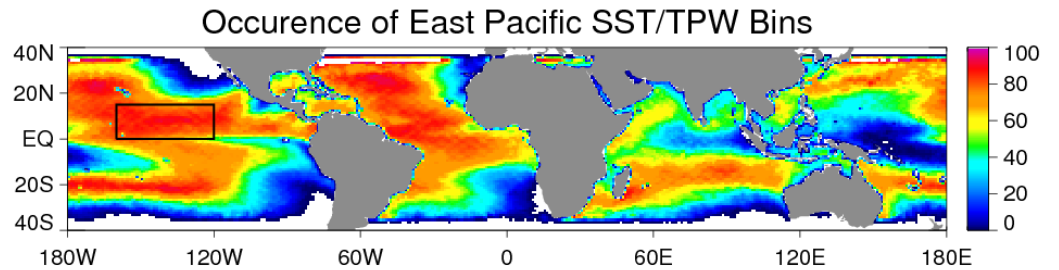 Occurence of East Pacific SST/TPW Bins
40N
20N
EQ
20S
40S
180W 120W 60W 0 60E 120E 180E
100
80
60
40
20
0